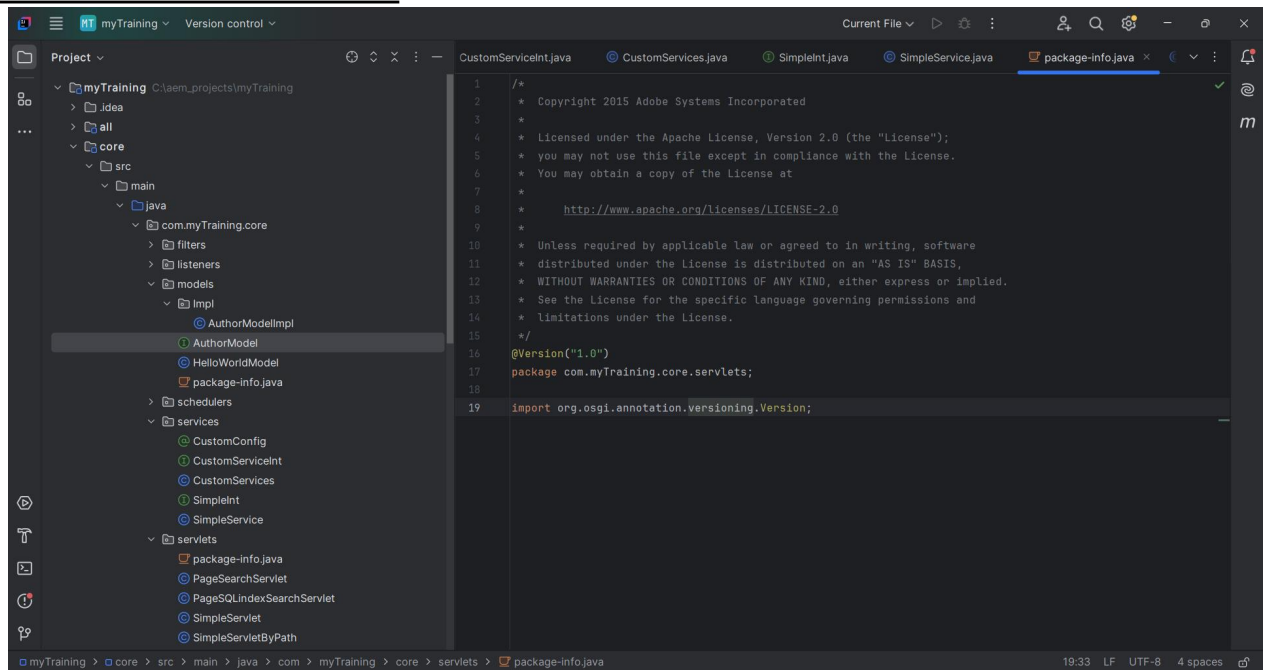 MT myTraining Version control Current File
Project
CustomServiceInt.java CustomServices.java SimpleInt.java SimpleService.java package-info.java
myTraining C:\aem_projects\myTraining
.idea
all
core
src
main
java
com.myTraining.core
filters
listeners
models
Impl
AuthorModelImpl
AuthorModel
HelloWorldModel
package-info.java
schedulers
services
CustomConfig
CustomServiceInt
CustomServices
SimpleInt
SimpleService
servlets
package-info.java
PageSearchServlet
PageSQLindexSearchServlet
SimpleServlet
SimpleServletByPath
1 /*
2 * Copyright 2015 Adobe Systems Incorporated
3 *
4 * Licensed under the Apache License, Version 2.0 (the "License");
5 * you may not use this file except in compliance with the License.
6 * You may obtain a copy of the License at
7 *
8 * http://www.apache.org/licenses/LICENSE-2.0
9 *
10 * Unless required by applicable law or agreed to in writing, software
11 * distributed under the License is distributed on an "AS IS" BASIS,
12 * WITHOUT WARRANTIES OR CONDITIONS OF ANY KIND, either express or implied.
13 * See the License for the specific language governing permissions and
14 * limitations under the License.
15 */
16 @Version("1.0")
17 package com.myTraining.core.servlets;
18
19 import org.osgi.annotation.versioning.Version;
m
myTraining > core > src > main > java > com > myTraining > core > servlets > package-info.java 19:33 LF UTF-8 4 spaces